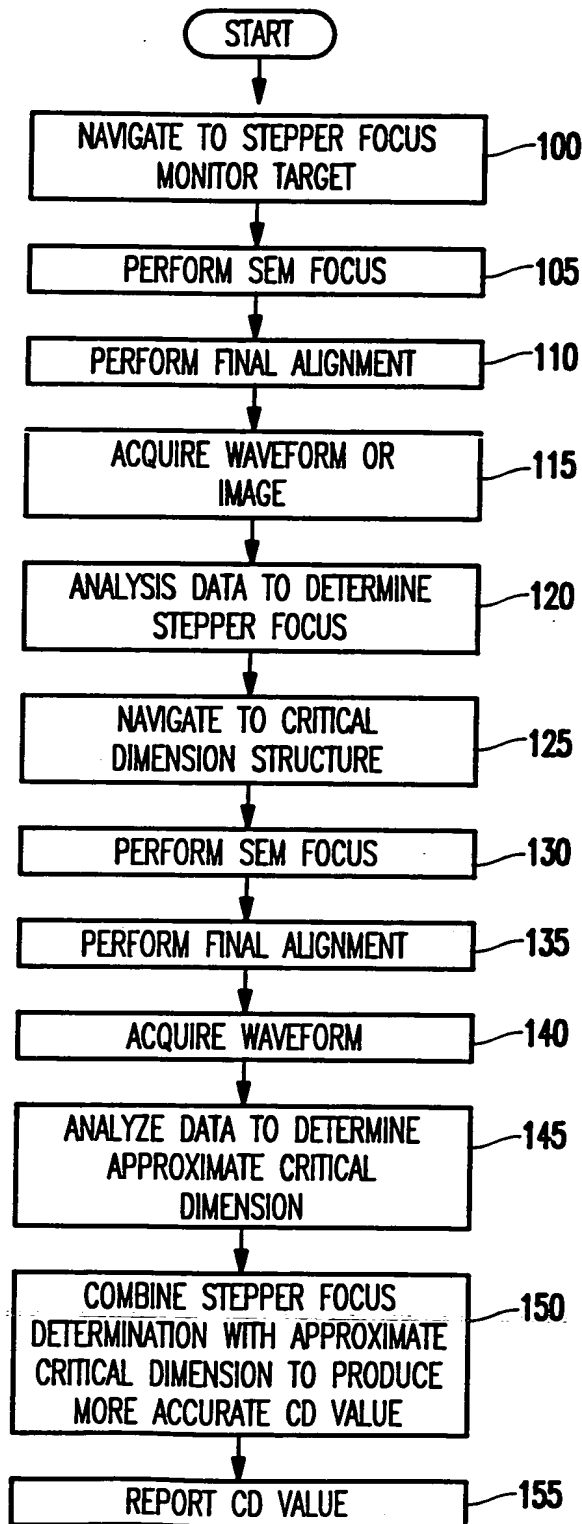 START
NAVIGATE TO STEPPER FOCUS
MONITOR TARGET
100
PERFORM SEM FOCUS
105
PERFORM FINAL ALIGNMENT
110
ACQUIRE WAVEFORM OR
IMAGE
115
ANALYSIS DATA TO DETERMINE
STEPPER FOCUS
120
NAVIGATE TO CRITICAL
DIMENSION STRUCTURE
125
PERFORM SEM FOCUS
130
PERFORM FINAL ALIGNMENT
135
ACQUIRE WAVEFORM
140
ANALYZE DATA TO DETERMINE
APPROXIMATE CRITICAL
DIMENSION
145
COMBINE STEPPER FOCUS
DETERMINATION WITH APPROXIMATE
CRITICAL DIMENSION TO PRODUCE
MORE ACCURATE CD VALUE
150
REPORT CD VALUE
155